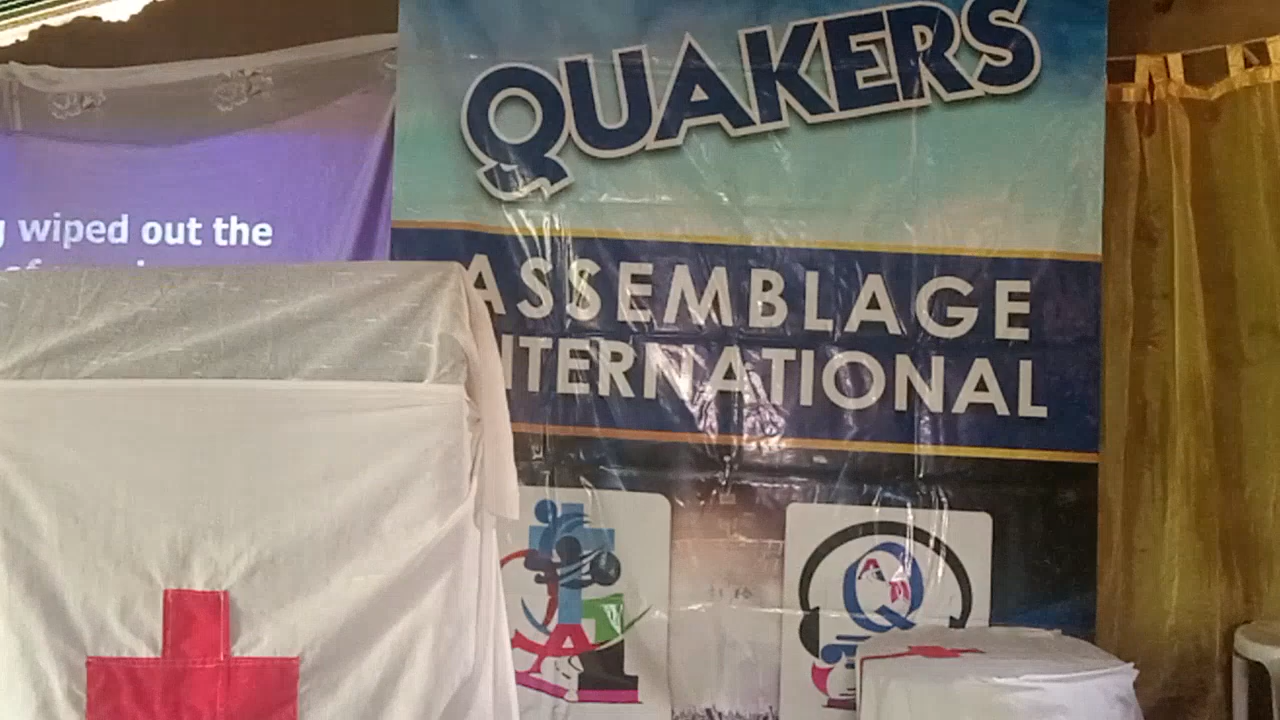 QUAKERS
wiped out the
ASSEMBLAGE
INTERNATIONAL